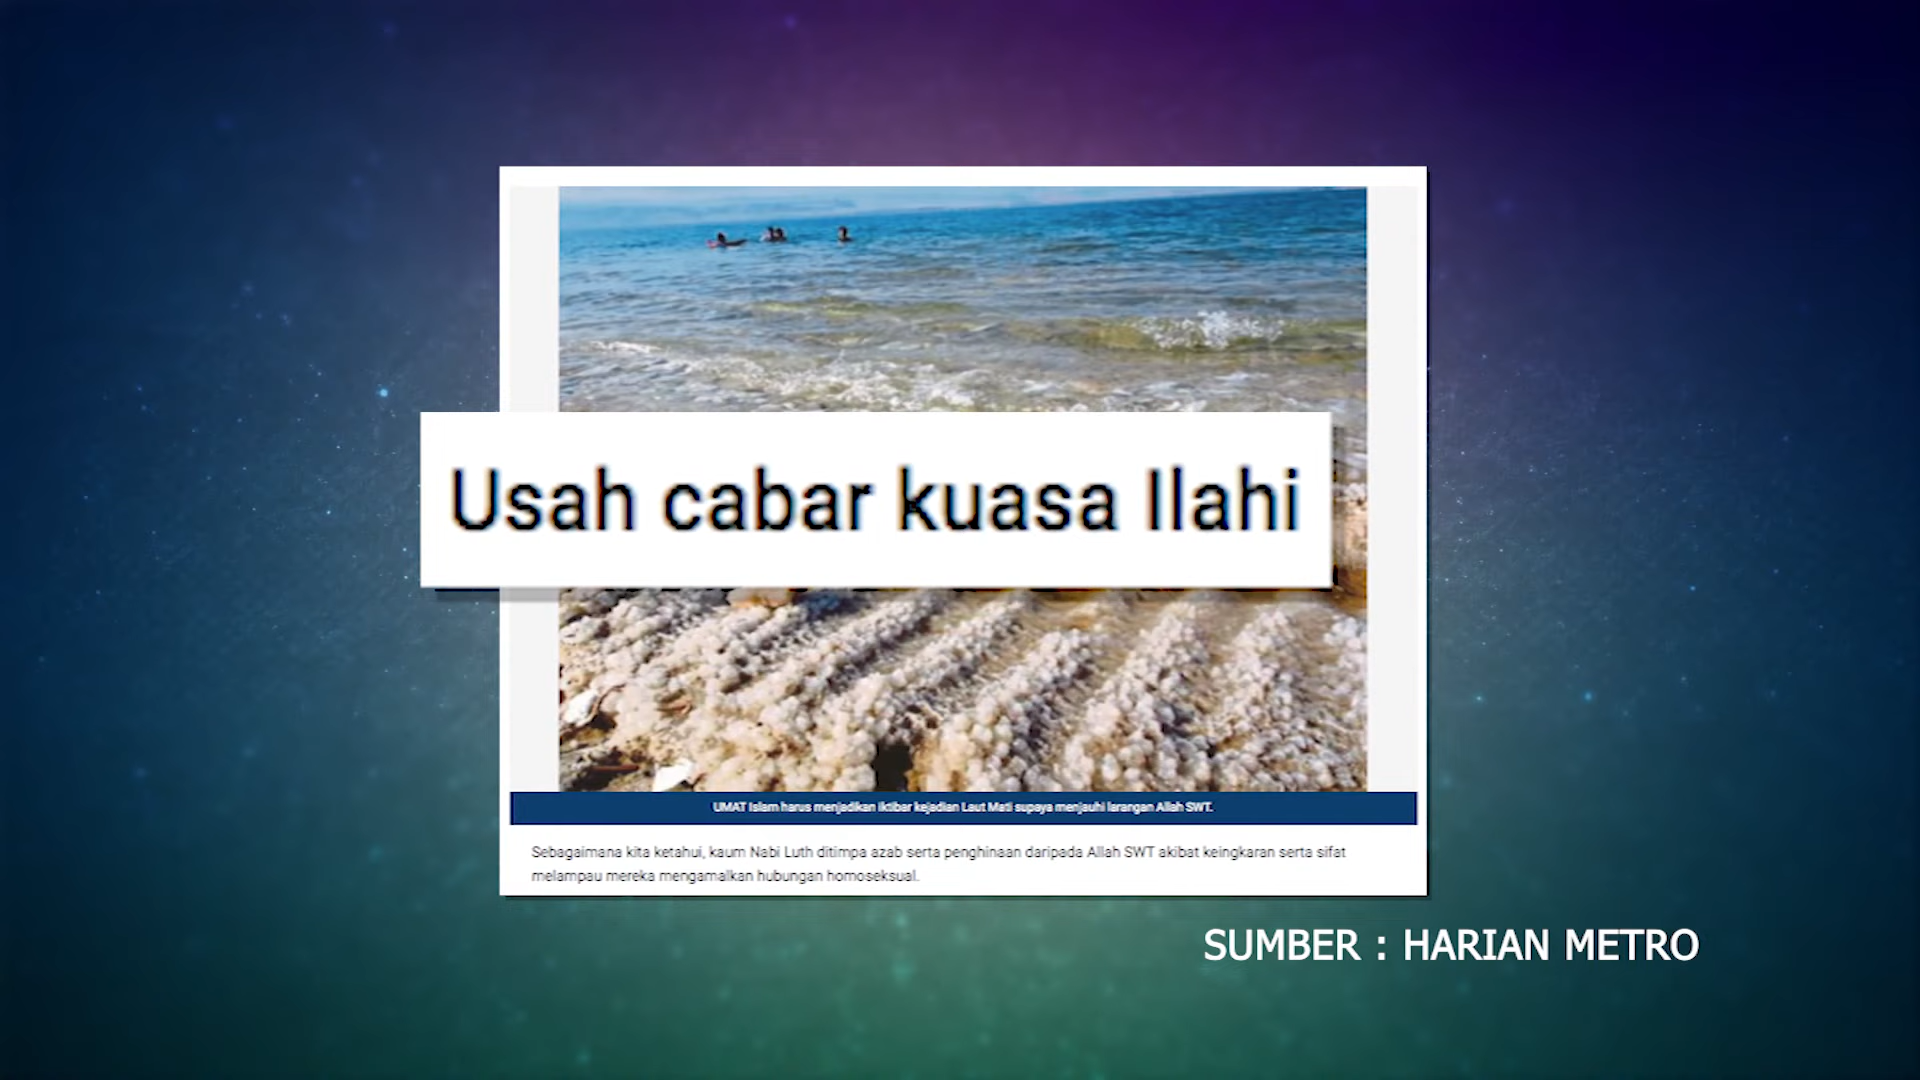 Usah cabar kuasa Ilahi
UMAT Islam harus menjadikan iktibar kejadian Laut Mati supaya menjauhi larangan Allah SWT.
Sebagaimana kita ketahui, kaum Nabi Luth ditimpa azab serta penghinaan daripada Allah SWT akibat keingkaran serta sifat
melampau mereka mengamalkan hubungan homoseksual.
SUMBER : HARIAN METRO